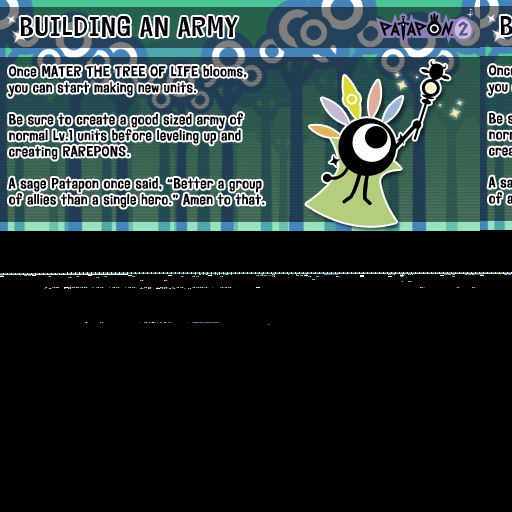 BUILDING AN ARMY
PATAPON 2
B
Once MATER THE TREE OF LIFE blooms,
you can start making new units.
Be sure to create a good sized army of
normal Lv.1 units before leveling up and
creating RAREPONS.
A sage Patapon once said, "Better a group
of allies than a single hero." Amen to that.
Onc
you
Be s
norn
crea
A sa
of a